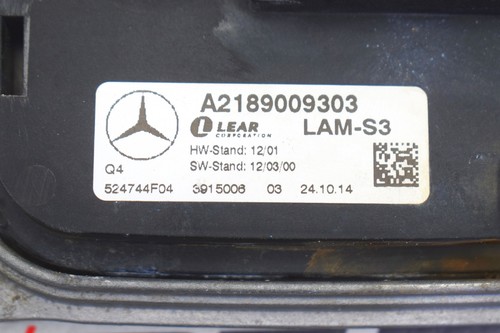 A2189009303
LEAR CORPORATION LAM-S3
HW-Stand: 12/01
Q4 SW-Stand: 12/03/00
524744F04 3915006 03 24.10.14